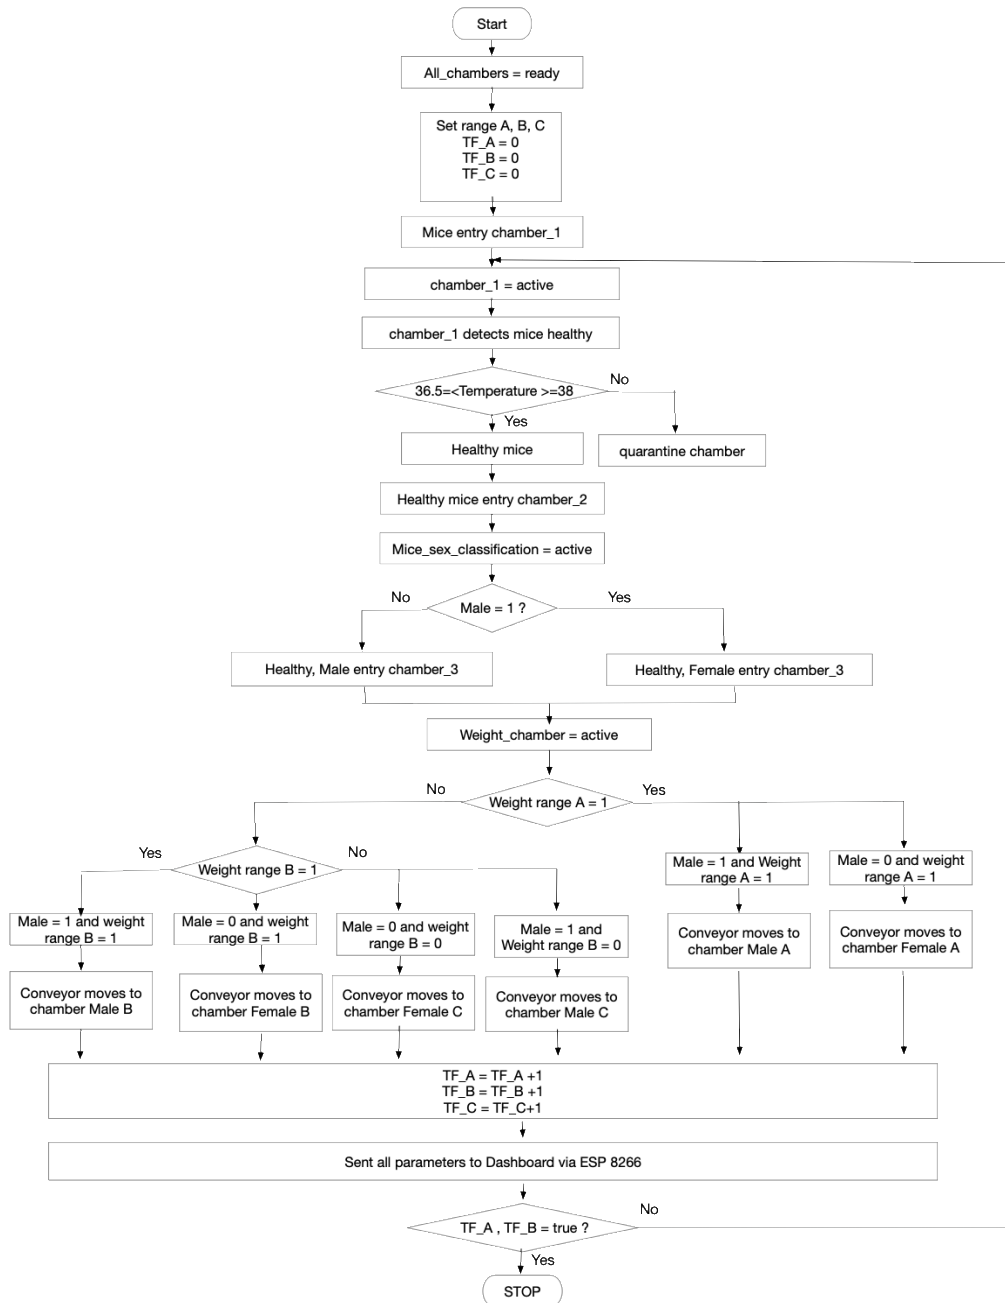 Start
All_chambers = ready
Set range A, B, C
TF_A = 0
TF_B = 0
TF_C = 0
Mice entry chamber_1
chamber_1 = active
chamber_1 detects mice healthy
36.5=<Temperature >=38
No
Yes
Healthy mice
quarantine chamber
Healthy mice entry chamber_2
Mice_sex_classification = active
No
Male = 1 ?
Yes
Healthy, Male entry chamber_3
Healthy, Female entry chamber_3
Weight_chamber = active
No
Weight range A = 1
Yes
Yes
Weight range B = 1
No
Male = 1 and Weight
range A = 1
Male = 0 and weight
range A = 1
Male = 1 and weight
range B = 1
Male = 0 and weight
range B = 1
Male = 0 and weight
range B = 0
Male = 1 and
Weight range B = 0
Conveyor moves to
chamber Male A
Conveyor moves to
chamber Female A
Conveyor moves to
chamber Male B
Conveyor moves to
chamber Female B
Conveyor moves to
chamber Female C
Conveyor moves to
chamber Male C
TF_A = TF_A +1
TF_B = TF_B +1
TF_C = TF_C+1
Sent all parameters to Dashboard via ESP 8266
TF_A , TF_B = true ?
No
Yes
STOP